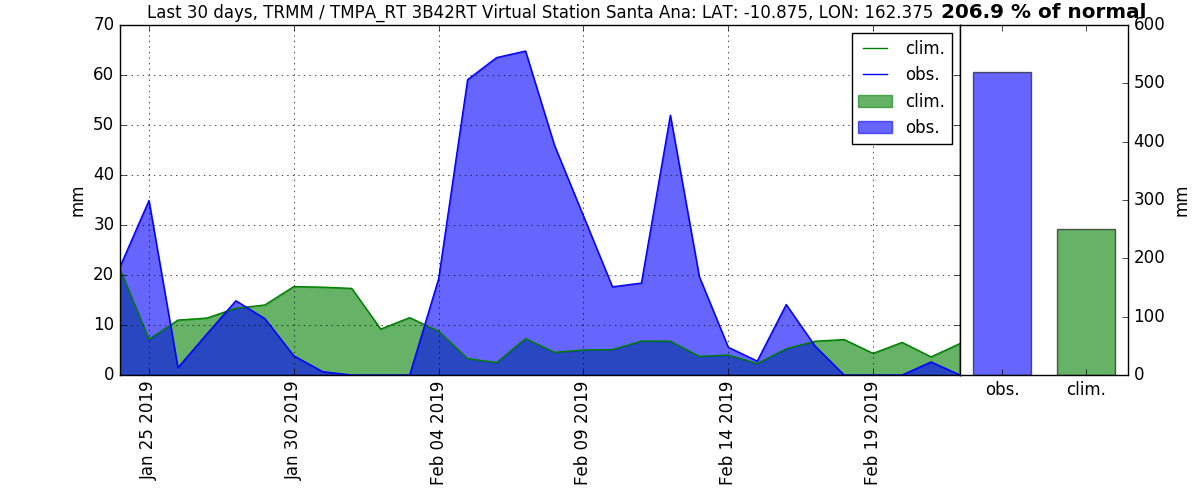 Last 30 days, TRMM / TMPA_RT 3B42RT Virtual Station Santa Ana: LAT: -10.875, LON: 162.375 206.9 % of normal
70
60
50
40
30
20
10
0
mm
clim.
obs.
clim.
obs.
Jan 25 2019
Jan 30 2019
Feb 04 2019
Feb 09 2019
Feb 14 2019
Feb 19 2019
600
500
400
300
200
100
0
mm
obs.
clim.